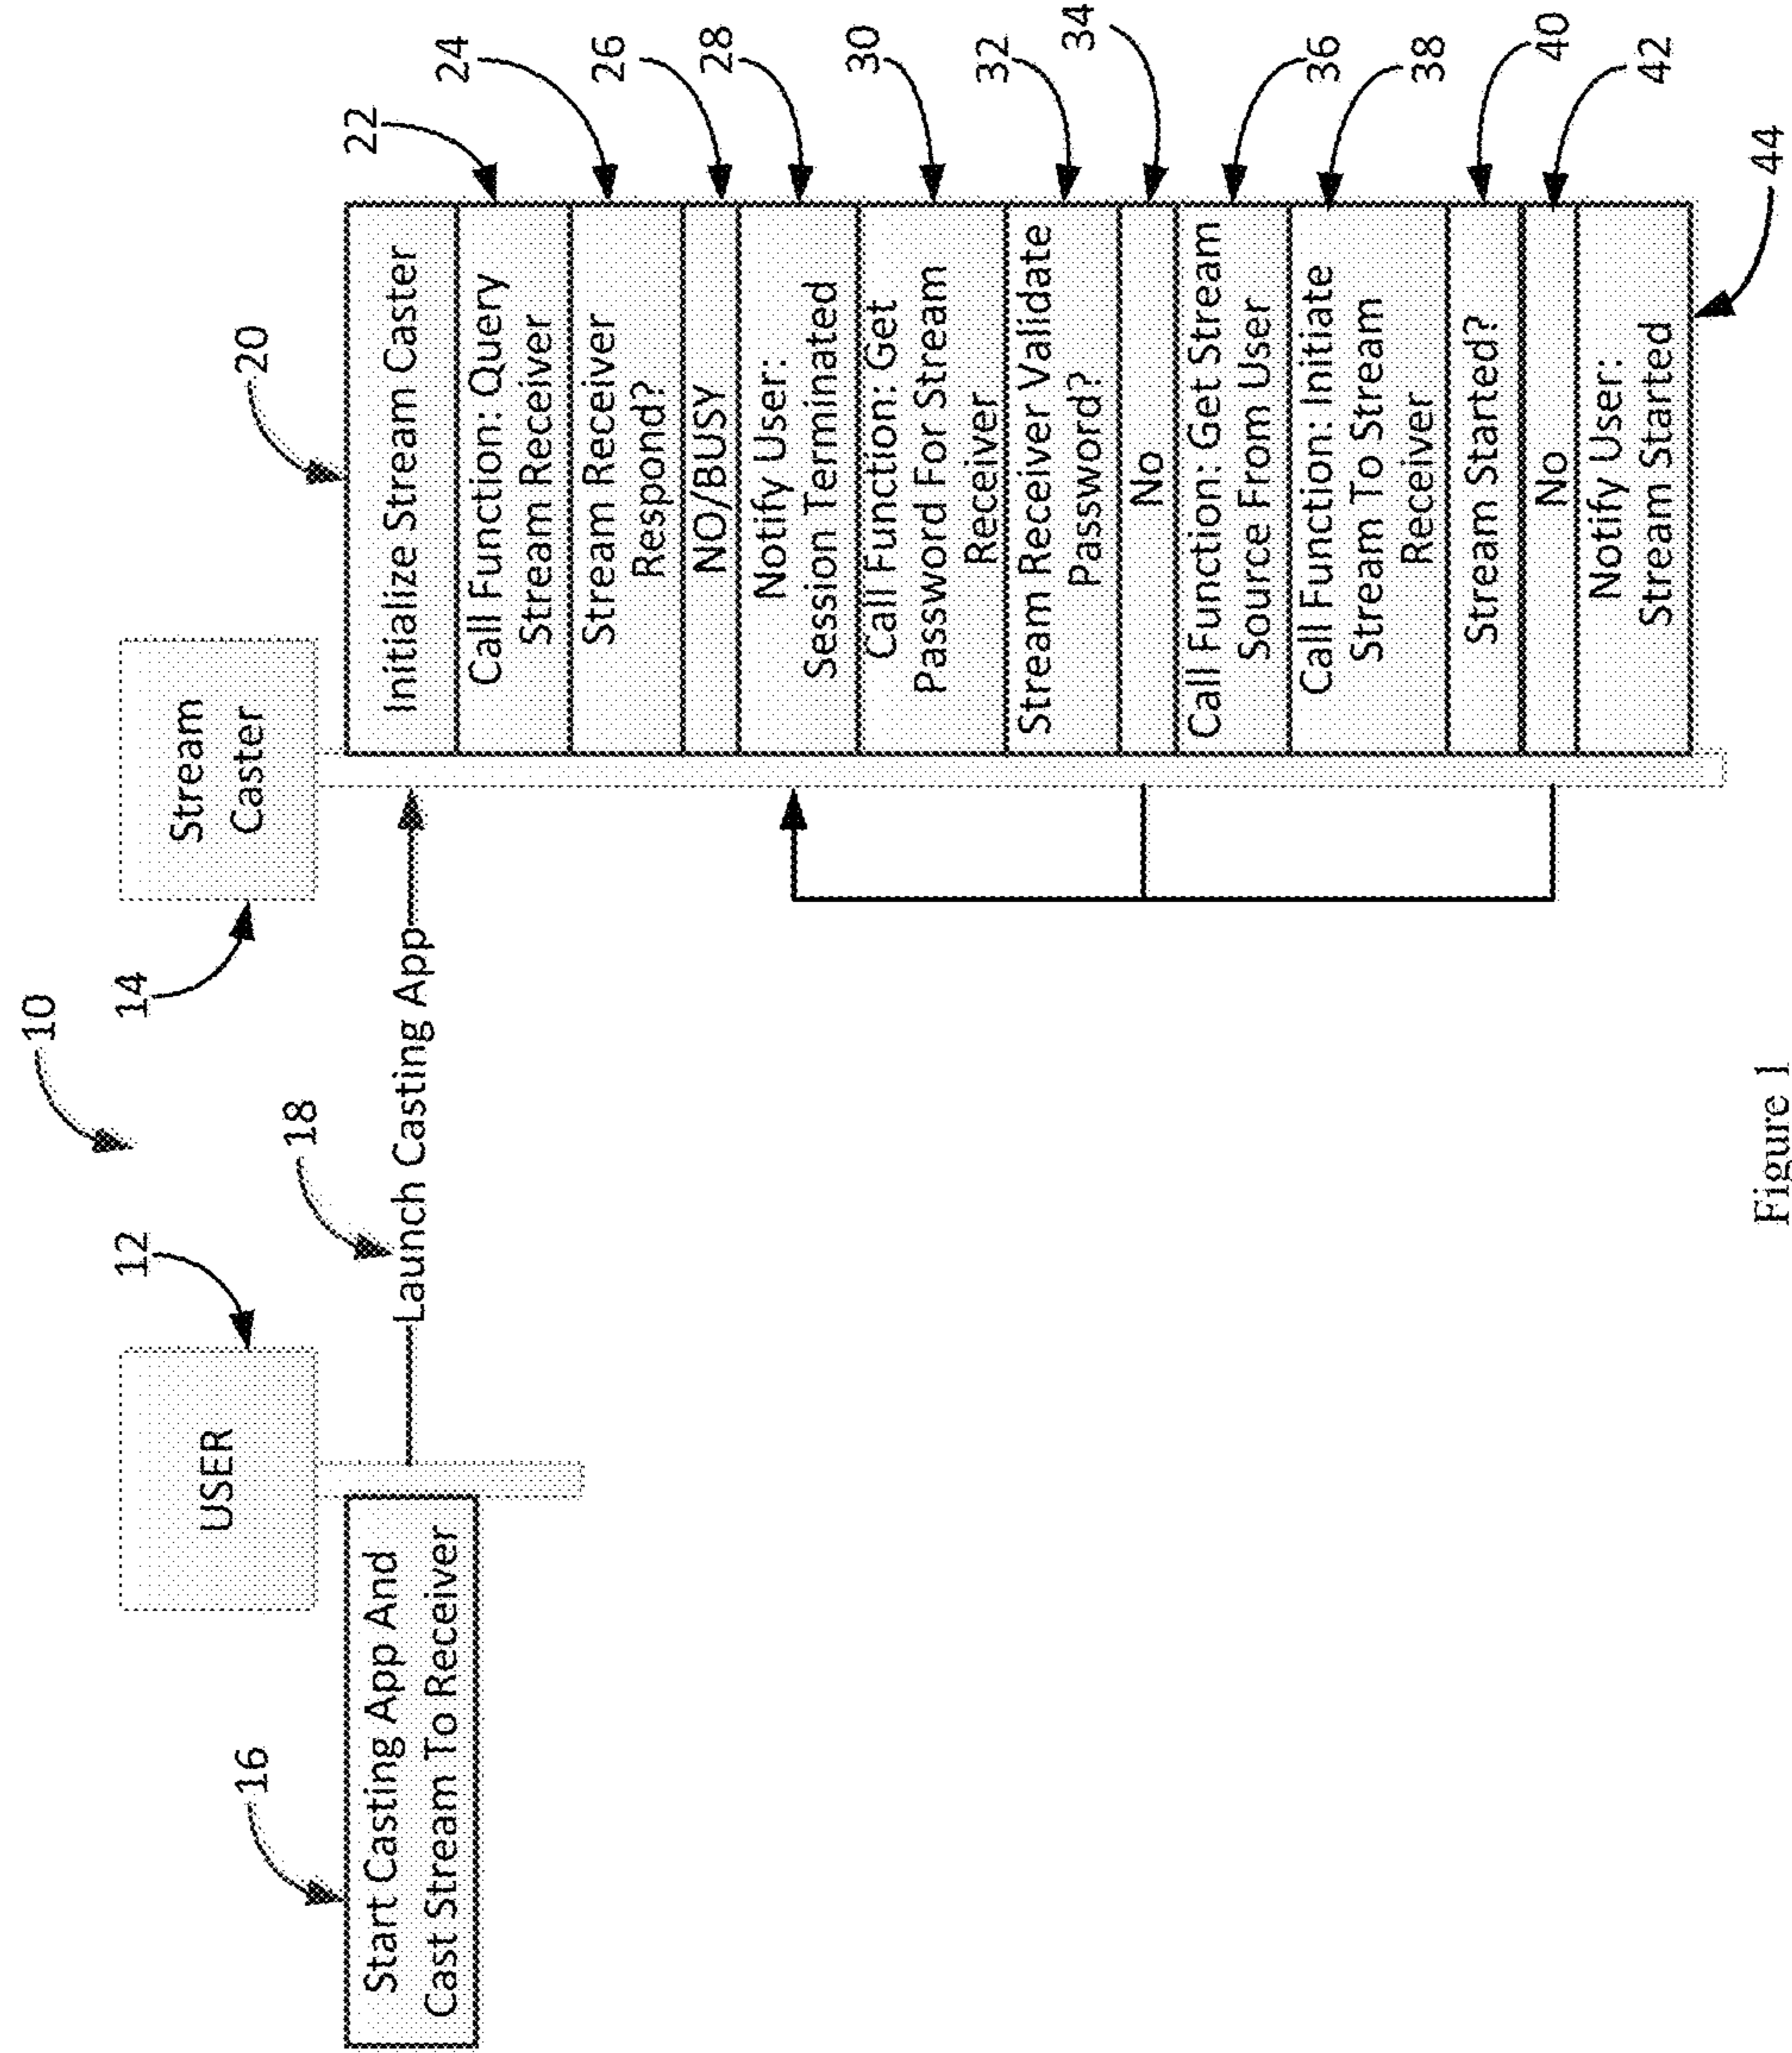 10
12
14
USER
Stream
Caster
16
18
20
Start Casting App And
Cast Stream To Receiver
Launch Casting App
Initialize Stream Caster
22
Call Function: Query
Stream Receiver
24
Stream Receiver
Respond?
26
NO/BUSY
28
Notify User:
Session Terminated
30
Call Function: Get
Password For Stream
Receiver
32
Stream Receiver Validate
Password?
34
No
36
Call Function: Get Stream
Source From User
38
Call Function: Initiate
Stream To Stream
Receiver
40
Stream Started?
42
No
Notify User:
Stream Started
44
Figure 1